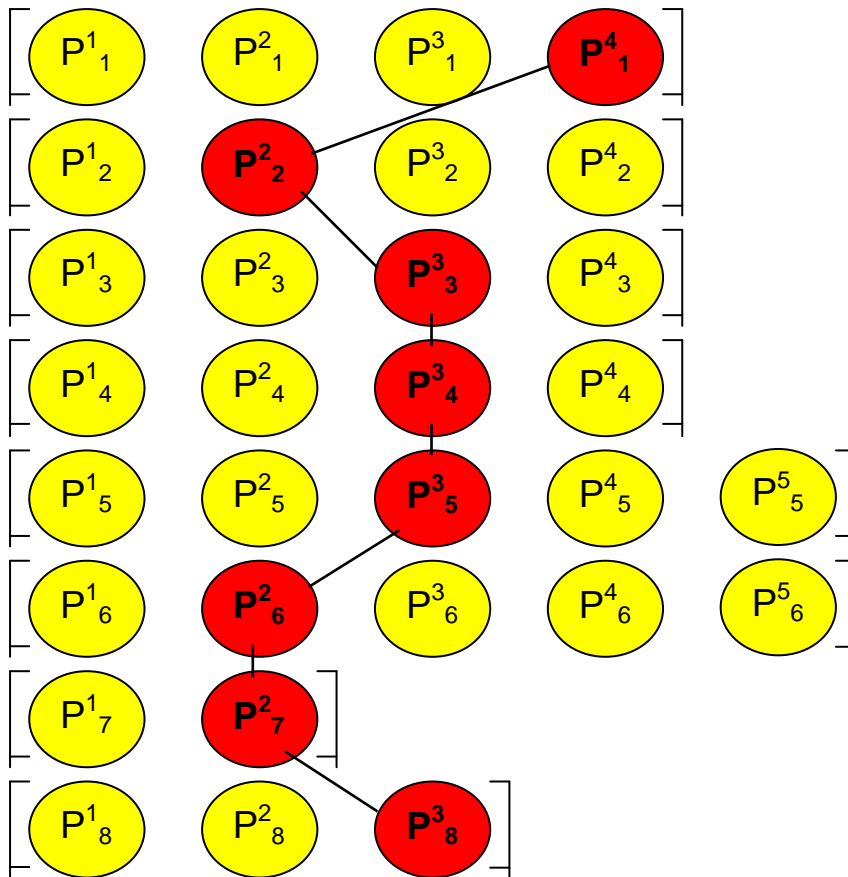 P¹₁ P²₁ P³₁ P⁴₁
P¹₂ P²₂ P³₂ P⁴₂
P¹₃ P²₃ P³₃ P⁴₃
P¹₄ P²₄ P³₄ P⁴₄
P¹₅ P²₅ P³₅ P⁴₅ P⁵₅
P¹₆ P²₆ P³₆ P⁴₆ P⁵₆
P¹₇ P²₇
P¹₈ P²₈ P³₈